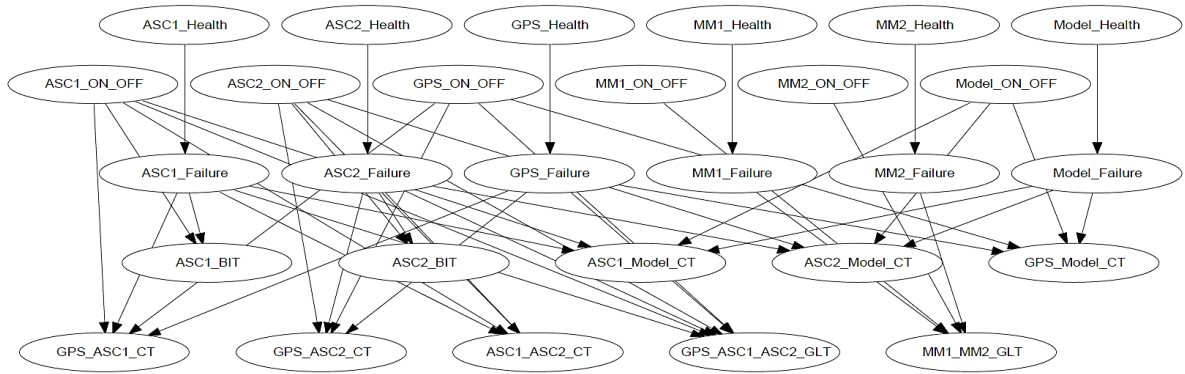 ASC1_Health
ASC2_Health
GPS_Health
MM1_Health
MM2_Health
Model_Health
ASC1_ON_OFF
ASC2_ON_OFF
GPS_ON_OFF
MM1_ON_OFF
MM2_ON_OFF
Model_ON_OFF
ASC1_Failure
ASC2_Failure
GPS_Failure
MM1_Failure
MM2_Failure
Model_Failure
ASC1_BIT
ASC2_BIT
ASC1_Model_CT
ASC2_Model_CT
GPS_Model_CT
GPS_ASC1_CT
GPS_ASC2_CT
ASC1_ASC2_CT
GPS_ASC1_ASC2_GLT
MM1_MM2_GLT